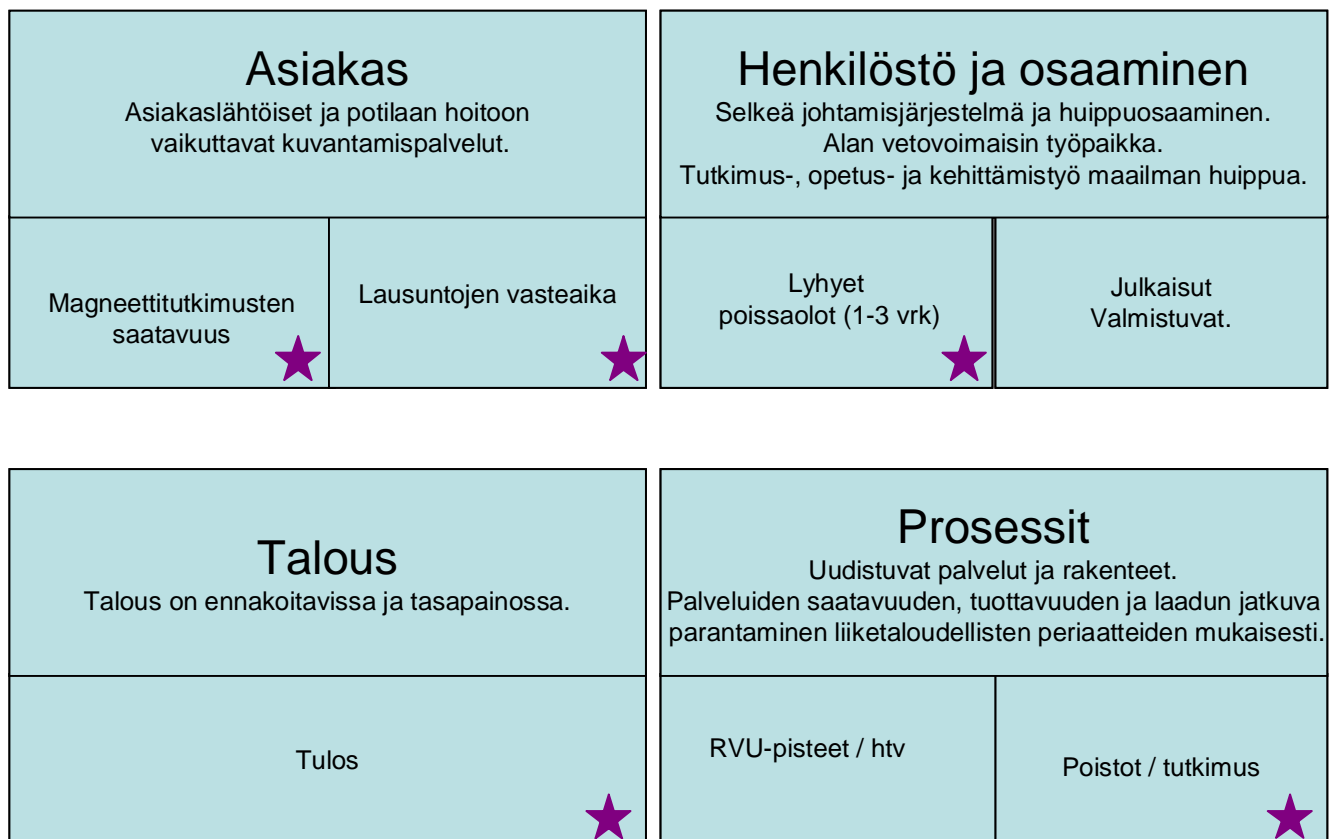 Asiakas
Asiakaslähtöiset ja potilaan hoitoon
vaikuttavat kuvantamispalvelut.
Magneettitutkimusten
saatavuus
Lausuntojen vasteaika
Henkilöstö ja osaaminen
Selkeä johtamisjärjestelmä ja huippuosaaminen.
Alan vetovoimaisin työpaikka.
Tutkimus-, opetus- ja kehittämistyö maailman huippua.
Lyhyet
poissaolot (1-3 vrk)
Julkaisut
Valmistuvat.
Talous
Talous on ennakoitavissa ja tasapainossa.
Tulos
Prosessit
Uudistuvat palvelut ja rakenteet.
Palveluiden saatavuuden, tuottavuuden ja laadun jatkuva
parantaminen liiketaloudellisten periaatteiden mukaisesti.
RVU-pisteet / htv
Poistot / tutkimus